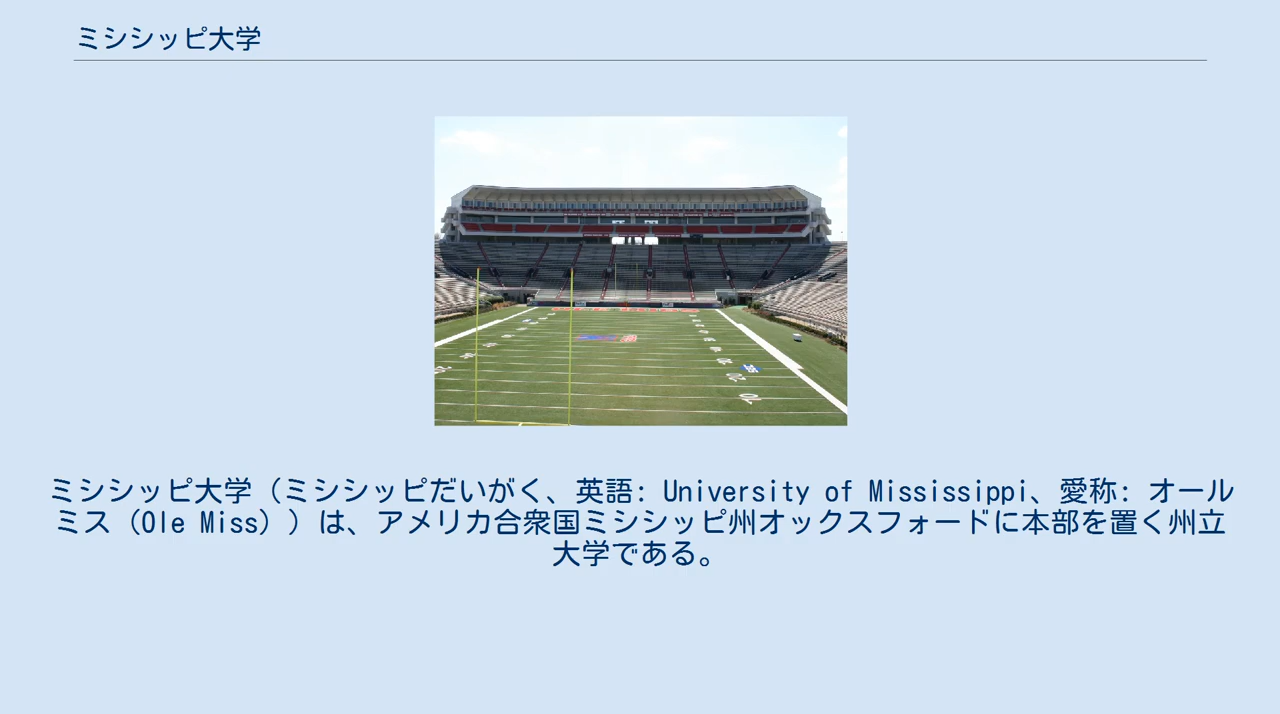 ミシシッピ大学
ミシシッピ大学（ミシシッピだいがく、英語: University of Mississippi、愛称: オール
ミス（Ole Miss））は、アメリカ合衆国ミシシッピ州オックスフォードに本部を置く州立
大学である。